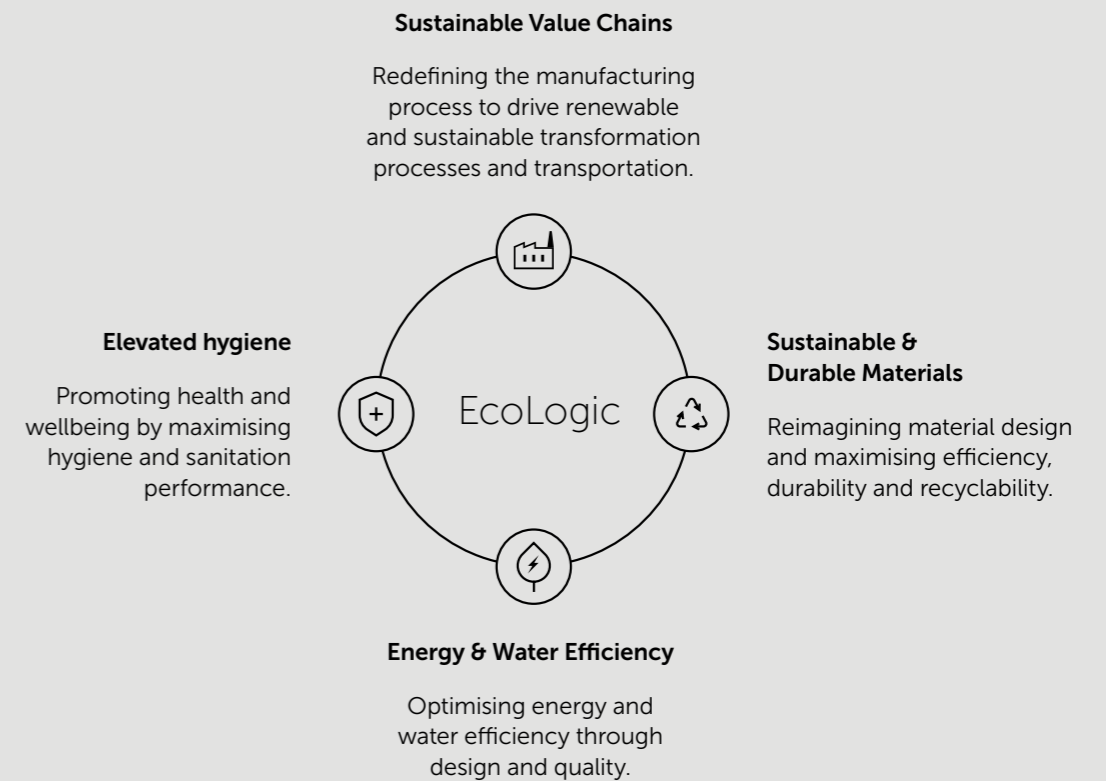 Sustainable Value Chains
Redefining the manufacturing
process to drive renewable
and sustainable transformation
processes and transportation.
Elevated hygiene
Promoting health and
wellbeing by maximising
hygiene and sanitation
performance.
EcoLogic
Sustainable &
Durable Materials
Reimagining material design
and maximising efficiency,
durability and recyclability.
Energy & Water Efficiency
Optimising energy and
water efficiency through
design and quality.